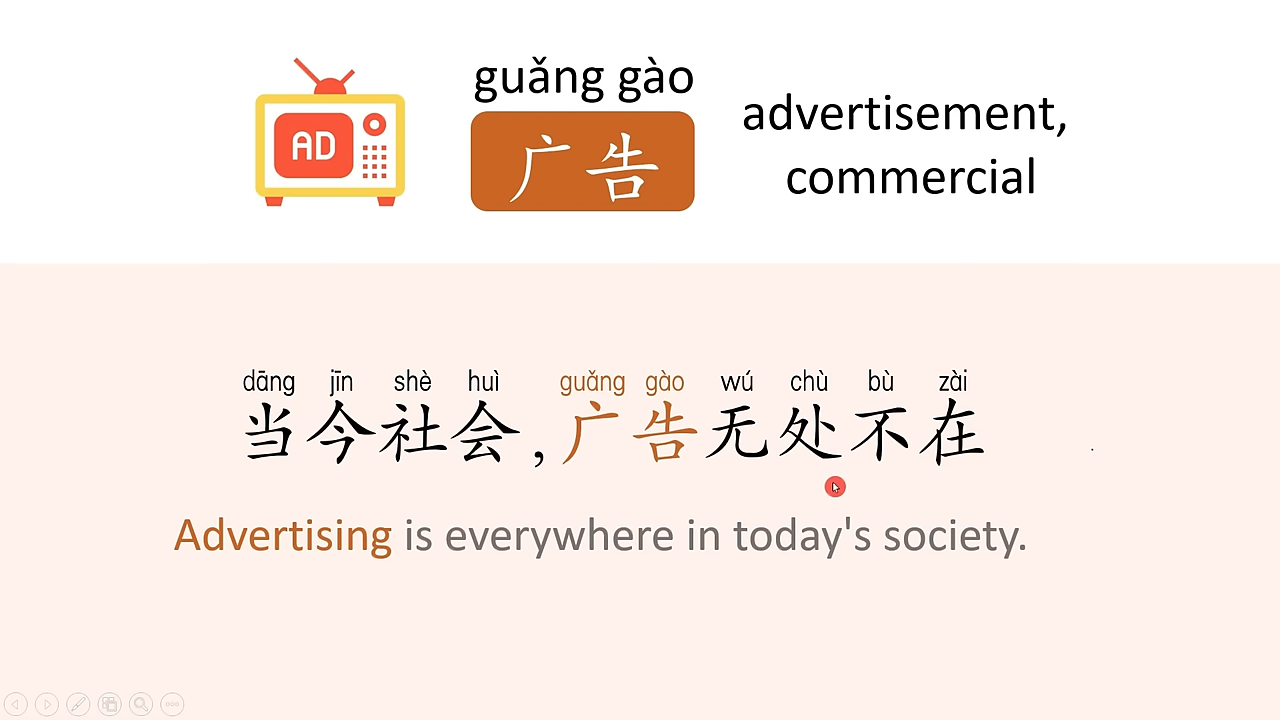 AD
guǎng gào
广告
advertisement,
commercial
dāng jīn shè huì guǎng gào wú chù bù zài
当今社会,广告无处不在
Advertising is everywhere in today's society.